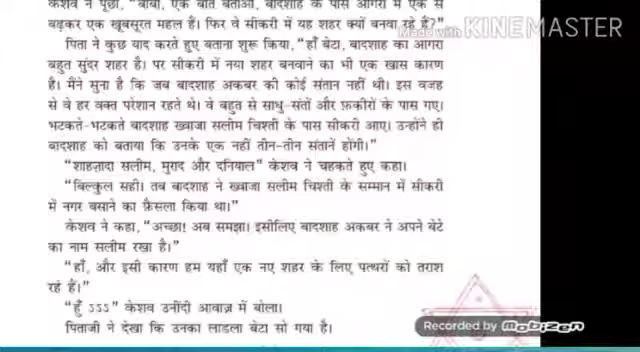 केशव ने पूछा, "बाबा, एक बात बताओ, बादशाह के पास आगरा में एक से
Made with KINEMASTER
बढ़कर एक खूबसूरत महल हैं। फिर वे सीकरी में यह शहर क्यों बनवा रहे हैं?"
पिता ने कुछ याद करते हुए बताना शुरू किया, "हाँ बेटा, बादशाह का आगरा
बहुत सुंदर शहर है। पर सीकरी में नया शहर बनवाने का भी एक खास कारण
है। मैंने सुना है कि जब बादशाह अकबर की कोई संतान नहीं थी। इस वजह
से वे हर वक्त परेशान रहते थे। वे बहुत से साधु-संतों और फ़कीरों के पास गए।
भटकते-भटकते बादशाह ख्वाजा सलीम चिश्ती के पास सीकरी आए। उन्होंने ही
बादशाह को बताया कि उनके एक नहीं तीन-तीन संतानें होंगी।"
"शाहज़ादा सलीम, मुराद और दनियाल" केशव ने चहकते हुए कहा।
"बिल्कुल सही। तब बादशाह ने ख्वाजा सलीम चिश्ती के सम्मान में सीकरी
में नगर बसाने का फ़ैसला किया था।"
केशव ने कहा, "अच्छा! अब समझा। इसीलिए बादशाह अकबर ने अपने बेटे
का नाम सलीम रखा है।"
"हाँ, और इसी कारण हम यहाँ एक नए शहर के लिए पत्थरों को तराश
रहे हैं।"
"हूँ ऽऽऽ" केशव उनींदी आवाज़ में बोला।
पिताजी ने देखा कि उनका लाडला बेटा सो गया है।
Recorded by Mobizen